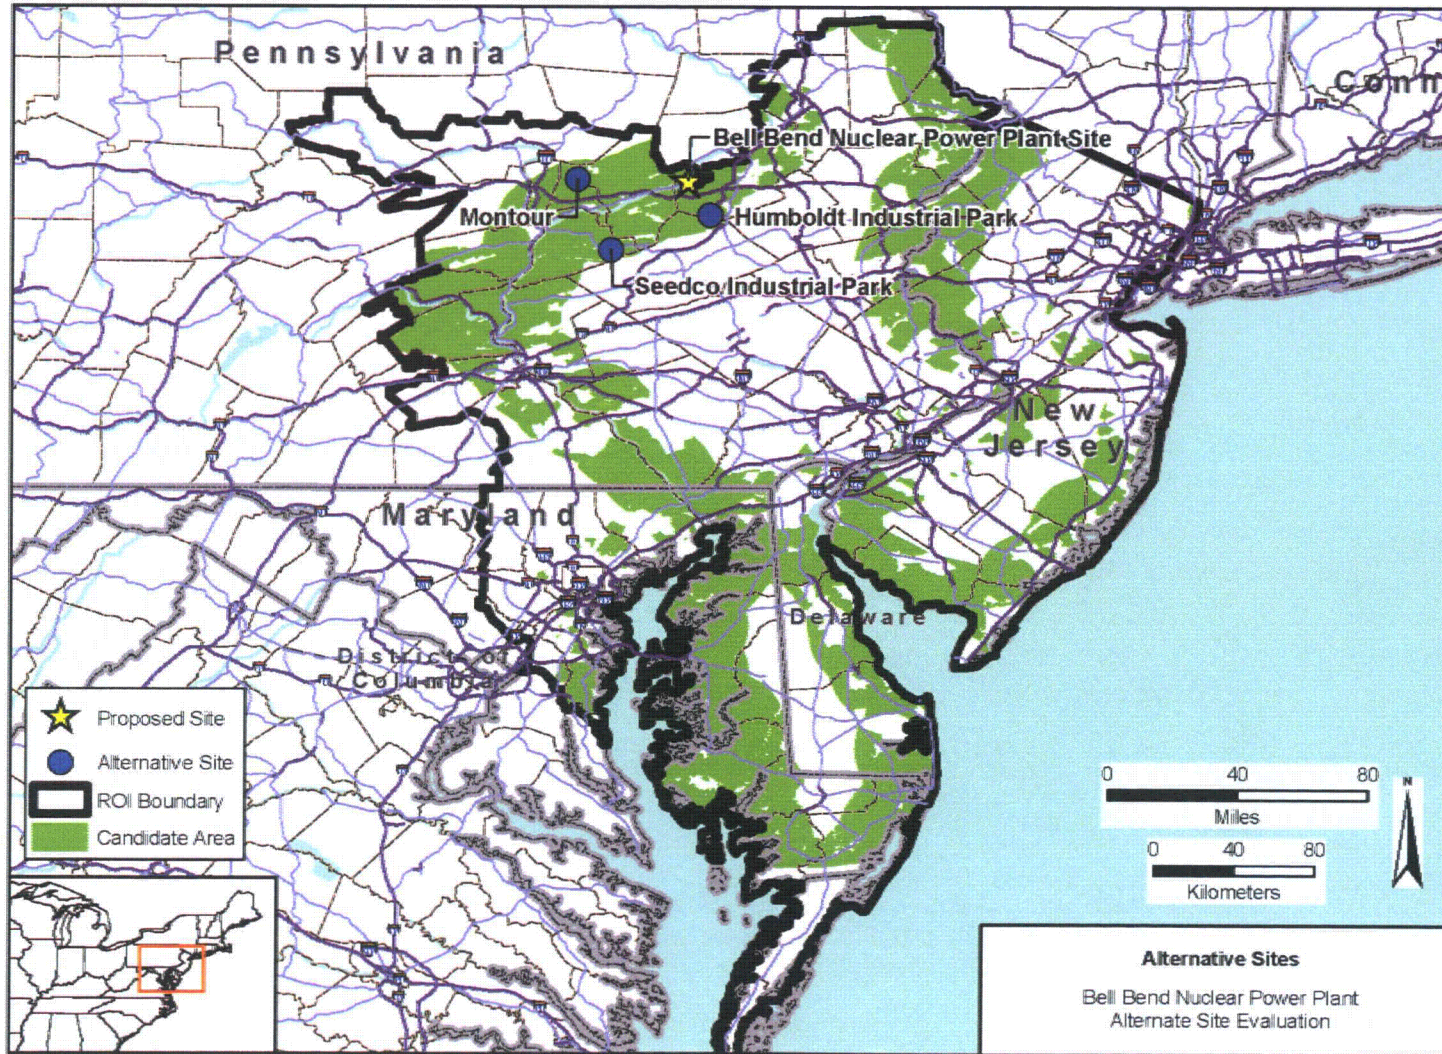 Pennsylvania
Conn
Bell Bend Nuclear Power Plant Site
Montour
Humboldt Industrial Park
Seedco Industrial Park
New
Jersey
Maryland
Delaware
District of
Columbia
Proposed Site
Alternative Site
ROI Boundary
Candidate Area
0 40 80
Miles
0 40 80
Kilometers
N
Alternative Sites
Bell Bend Nuclear Power Plant
Alternate Site Evaluation